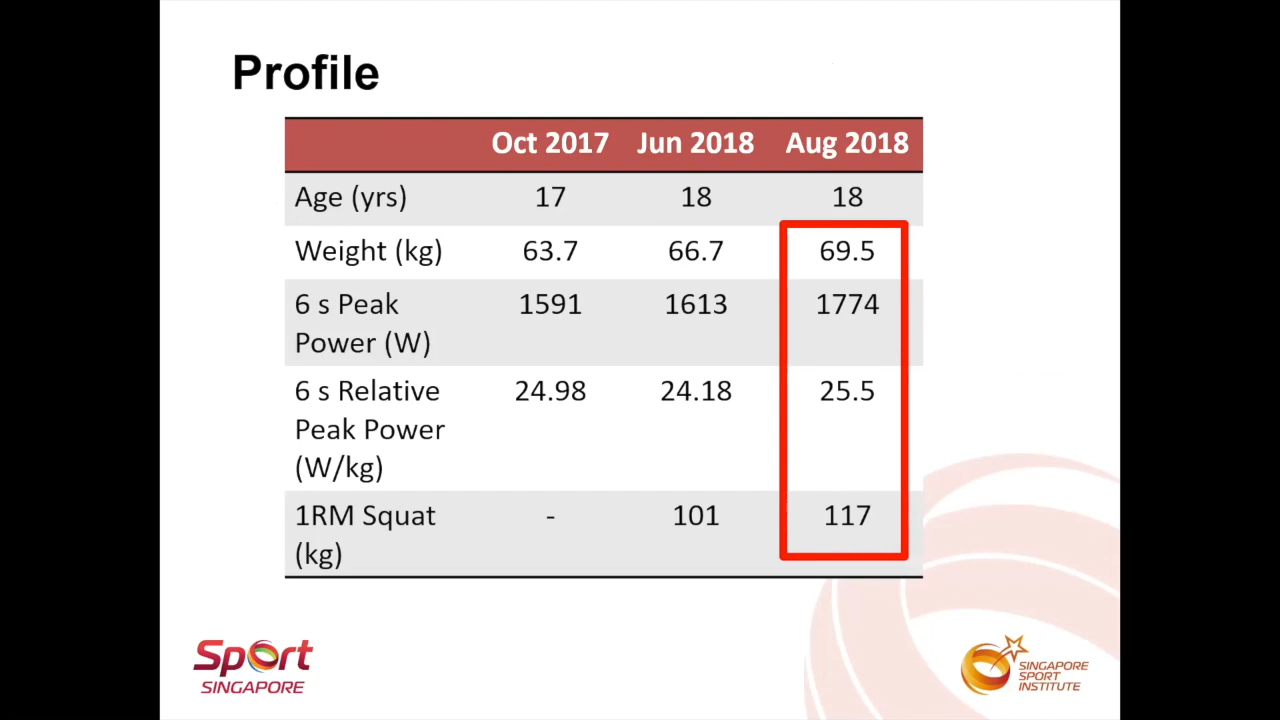 Profile
Oct 2017 Jun 2018 Aug 2018
Age (yrs) 17 18 18
Weight (kg) 63.7 66.7 69.5
6 s Peak 1591 1613 1774
Power (W)
6 s Relative 24.98 24.18 25.5
Peak Power
(W/kg)
1RM Squat - 101 117
(kg)
Sport
SINGAPORE
SINGAPORE
SPORT
INSTITUTE